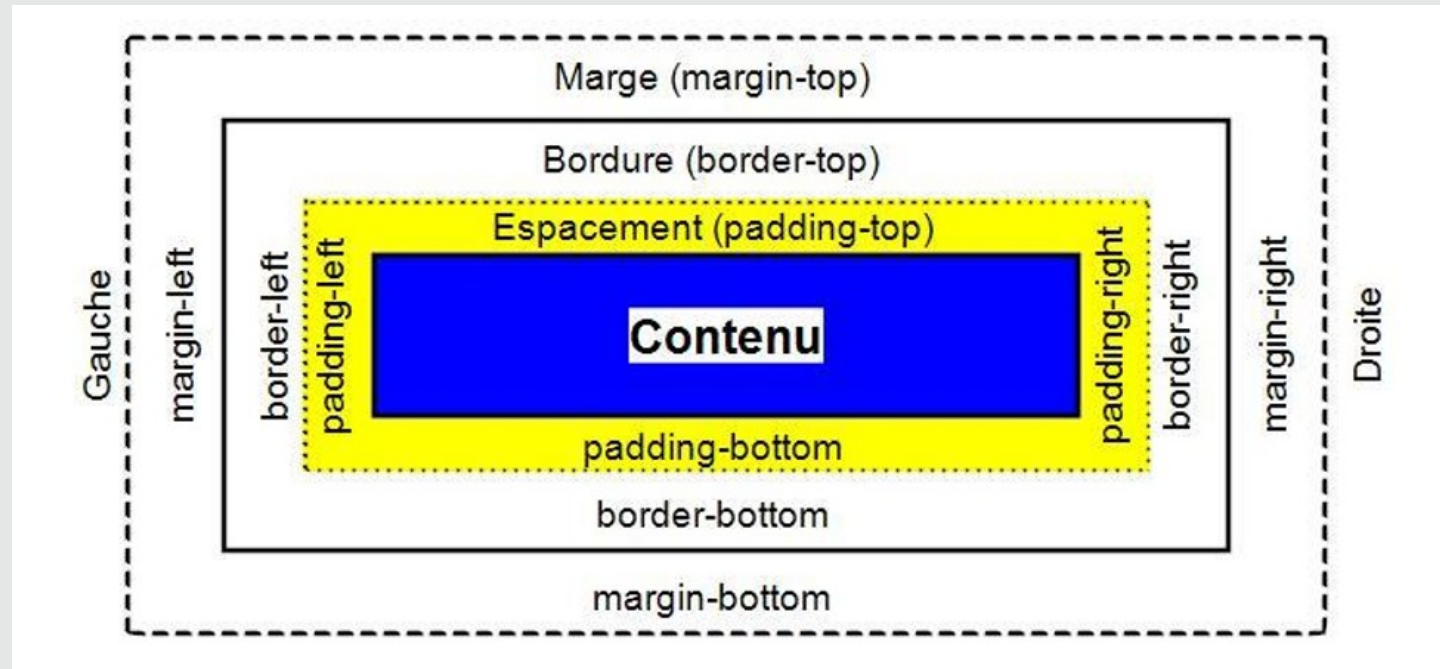 Marge (margin-top)
Bordure (border-top)
Espacement (padding-top)
Gauche
margin-left
border-left
padding-left
Contenu
padding-right
border-right
margin-right
Droite
padding-bottom
border-bottom
margin-bottom